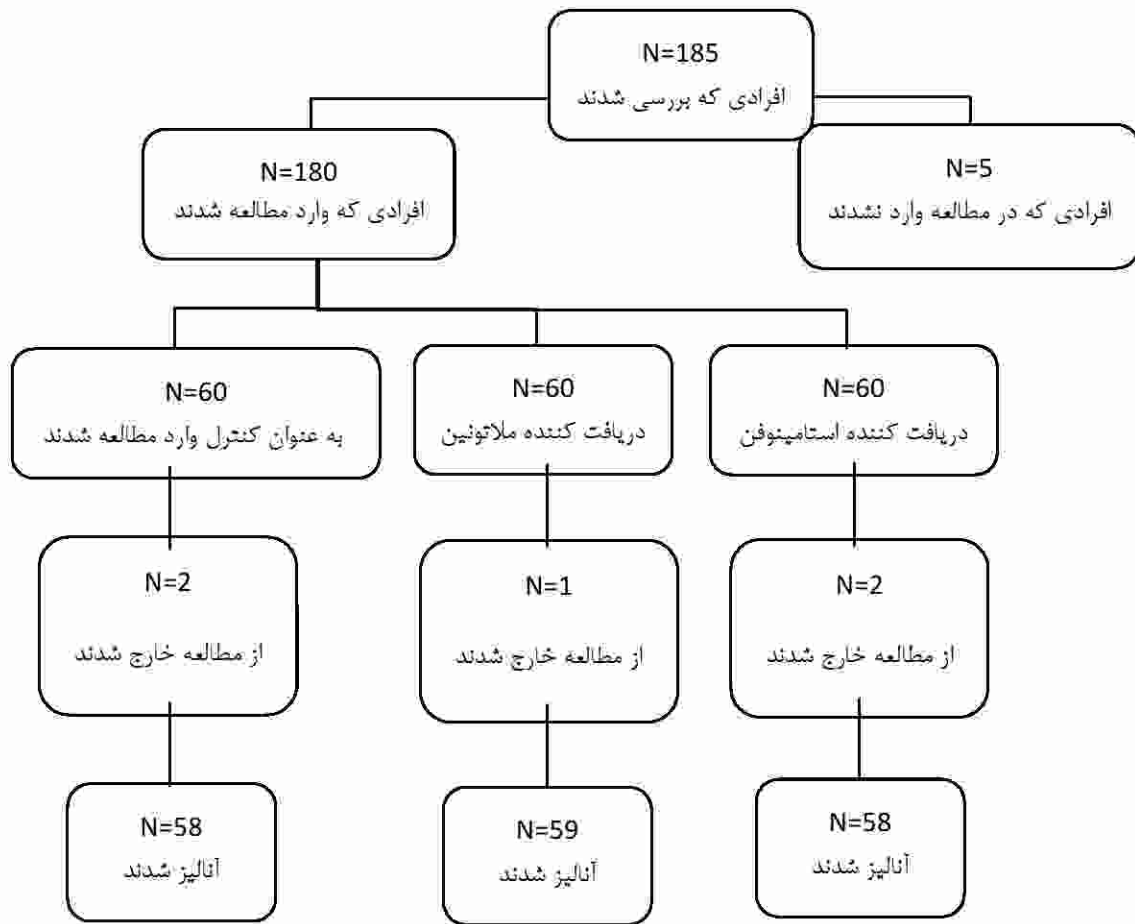 N=185
افرادی که بررسی شدند
N=180
افرادی که وارد مطالعه شدند
N=5
افرادی که در مطالعه وارد نشدند
N=60
به عنوان کنترل وارد مطالعه شدند
N=60
دریافت کننده ملاتونین
N=60
دریافت کننده استامینوفن
N=2
از مطالعه خارج شدند
N=1
از مطالعه خارج شدند
N=2
از مطالعه خارج شدند
N=58
آنالیز شدند
N=59
آنالیز شدند
N=58
آنالیز شدند